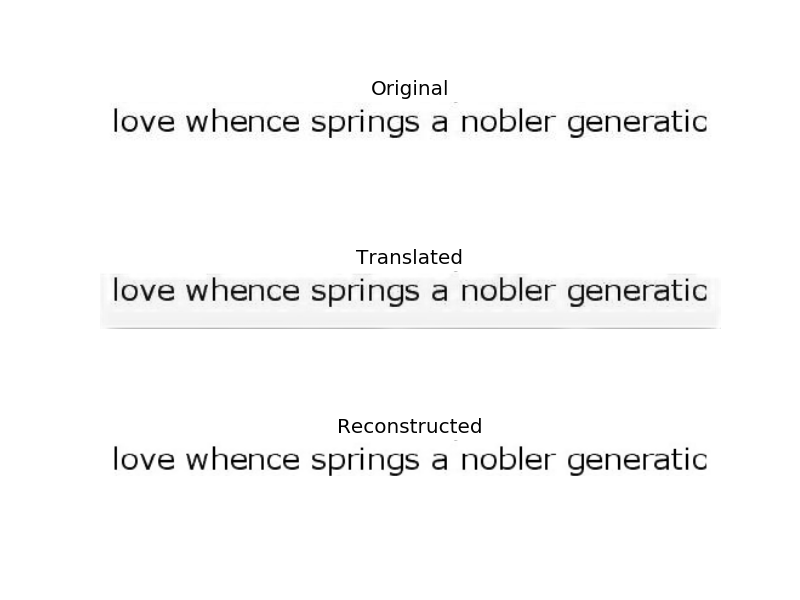 Original
love whence springs a nobler generatic
Translated
love whence springs a nobler generatic
Reconstructed
love whence springs a nobler generatic